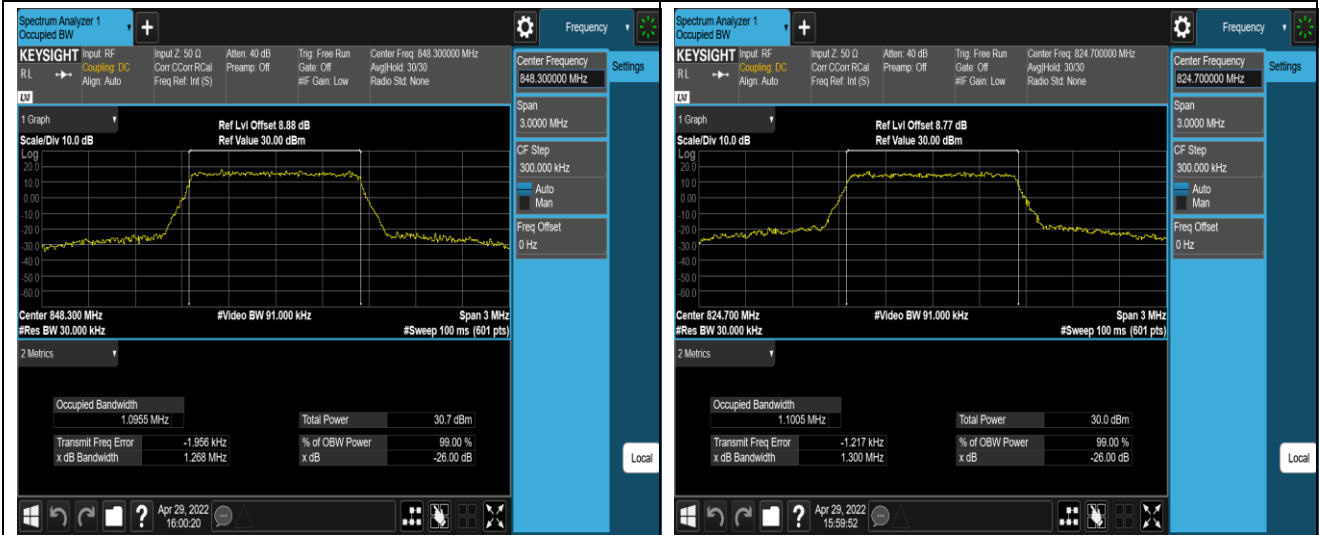 Spectrum Analyzer 1
Occupied BW
+
Frequency
KEYSIGHT
RL
LXI
Input: RF
Coupling: DC
Align: Auto
Input Z: 50 Ω
Corr CCorr RCal
Freq Ref: Int (S)
Atten: 40 dB
Preamp: Off
Trig: Free Run
Gate: Off
#IF Gain: Low
Center Freq: 848.300000 MHz
Avg|Hold: 30/30
Radio Std: None
Center Frequency
848.300000 MHz
Settings
Span
3.0000 MHz
CF Step
300.000 kHz
Auto
Man
Freq Offset
0 Hz
1 Graph
Scale/Div 10.0 dB
Ref Lvl Offset 8.88 dB
Ref Value 30.00 dBm
Log
20.0
10.0
0.00
-10.0
-20.0
-30.0
-40.0
-50.0
-60.0
Center 848.300 MHz
#Video BW 91.000 kHz
Span 3 MHz
#Res BW 30.000 kHz
#Sweep 100 ms (601 pts)
2 Metrics
Occupied Bandwidth
1.0955 MHz
Total Power 30.7 dBm
Transmit Freq Error -1.956 kHz
% of OBW Power 99.00 %
x dB Bandwidth 1.268 MHz
x dB -26.00 dB
Local
?
Apr 29, 2022
16:00:20
Spectrum Analyzer 1
Occupied BW
+
Frequency
KEYSIGHT
RL
LXI
Input: RF
Coupling: DC
Align: Auto
Input Z: 50 Ω
Corr CCorr RCal
Freq Ref: Int (S)
Atten: 40 dB
Preamp: Off
Trig: Free Run
Gate: Off
#IF Gain: Low
Center Freq: 824.700000 MHz
Avg|Hold: 30/30
Radio Std: None
Center Frequency
824.700000 MHz
Settings
Span
3.0000 MHz
CF Step
300.000 kHz
Auto
Man
Freq Offset
0 Hz
1 Graph
Scale/Div 10.0 dB
Ref Lvl Offset 8.77 dB
Ref Value 30.00 dBm
Log
20.0
10.0
0.00
-10.0
-20.0
-30.0
-40.0
-50.0
-60.0
Center 824.700 MHz
#Video BW 91.000 kHz
Span 3 MHz
#Res BW 30.000 kHz
#Sweep 100 ms (601 pts)
2 Metrics
Occupied Bandwidth
1.1005 MHz
Total Power 30.0 dBm
Transmit Freq Error -1.217 kHz
% of OBW Power 99.00 %
x dB Bandwidth 1.300 MHz
x dB -26.00 dB
Local
?
Apr 29, 2022
15:59:52